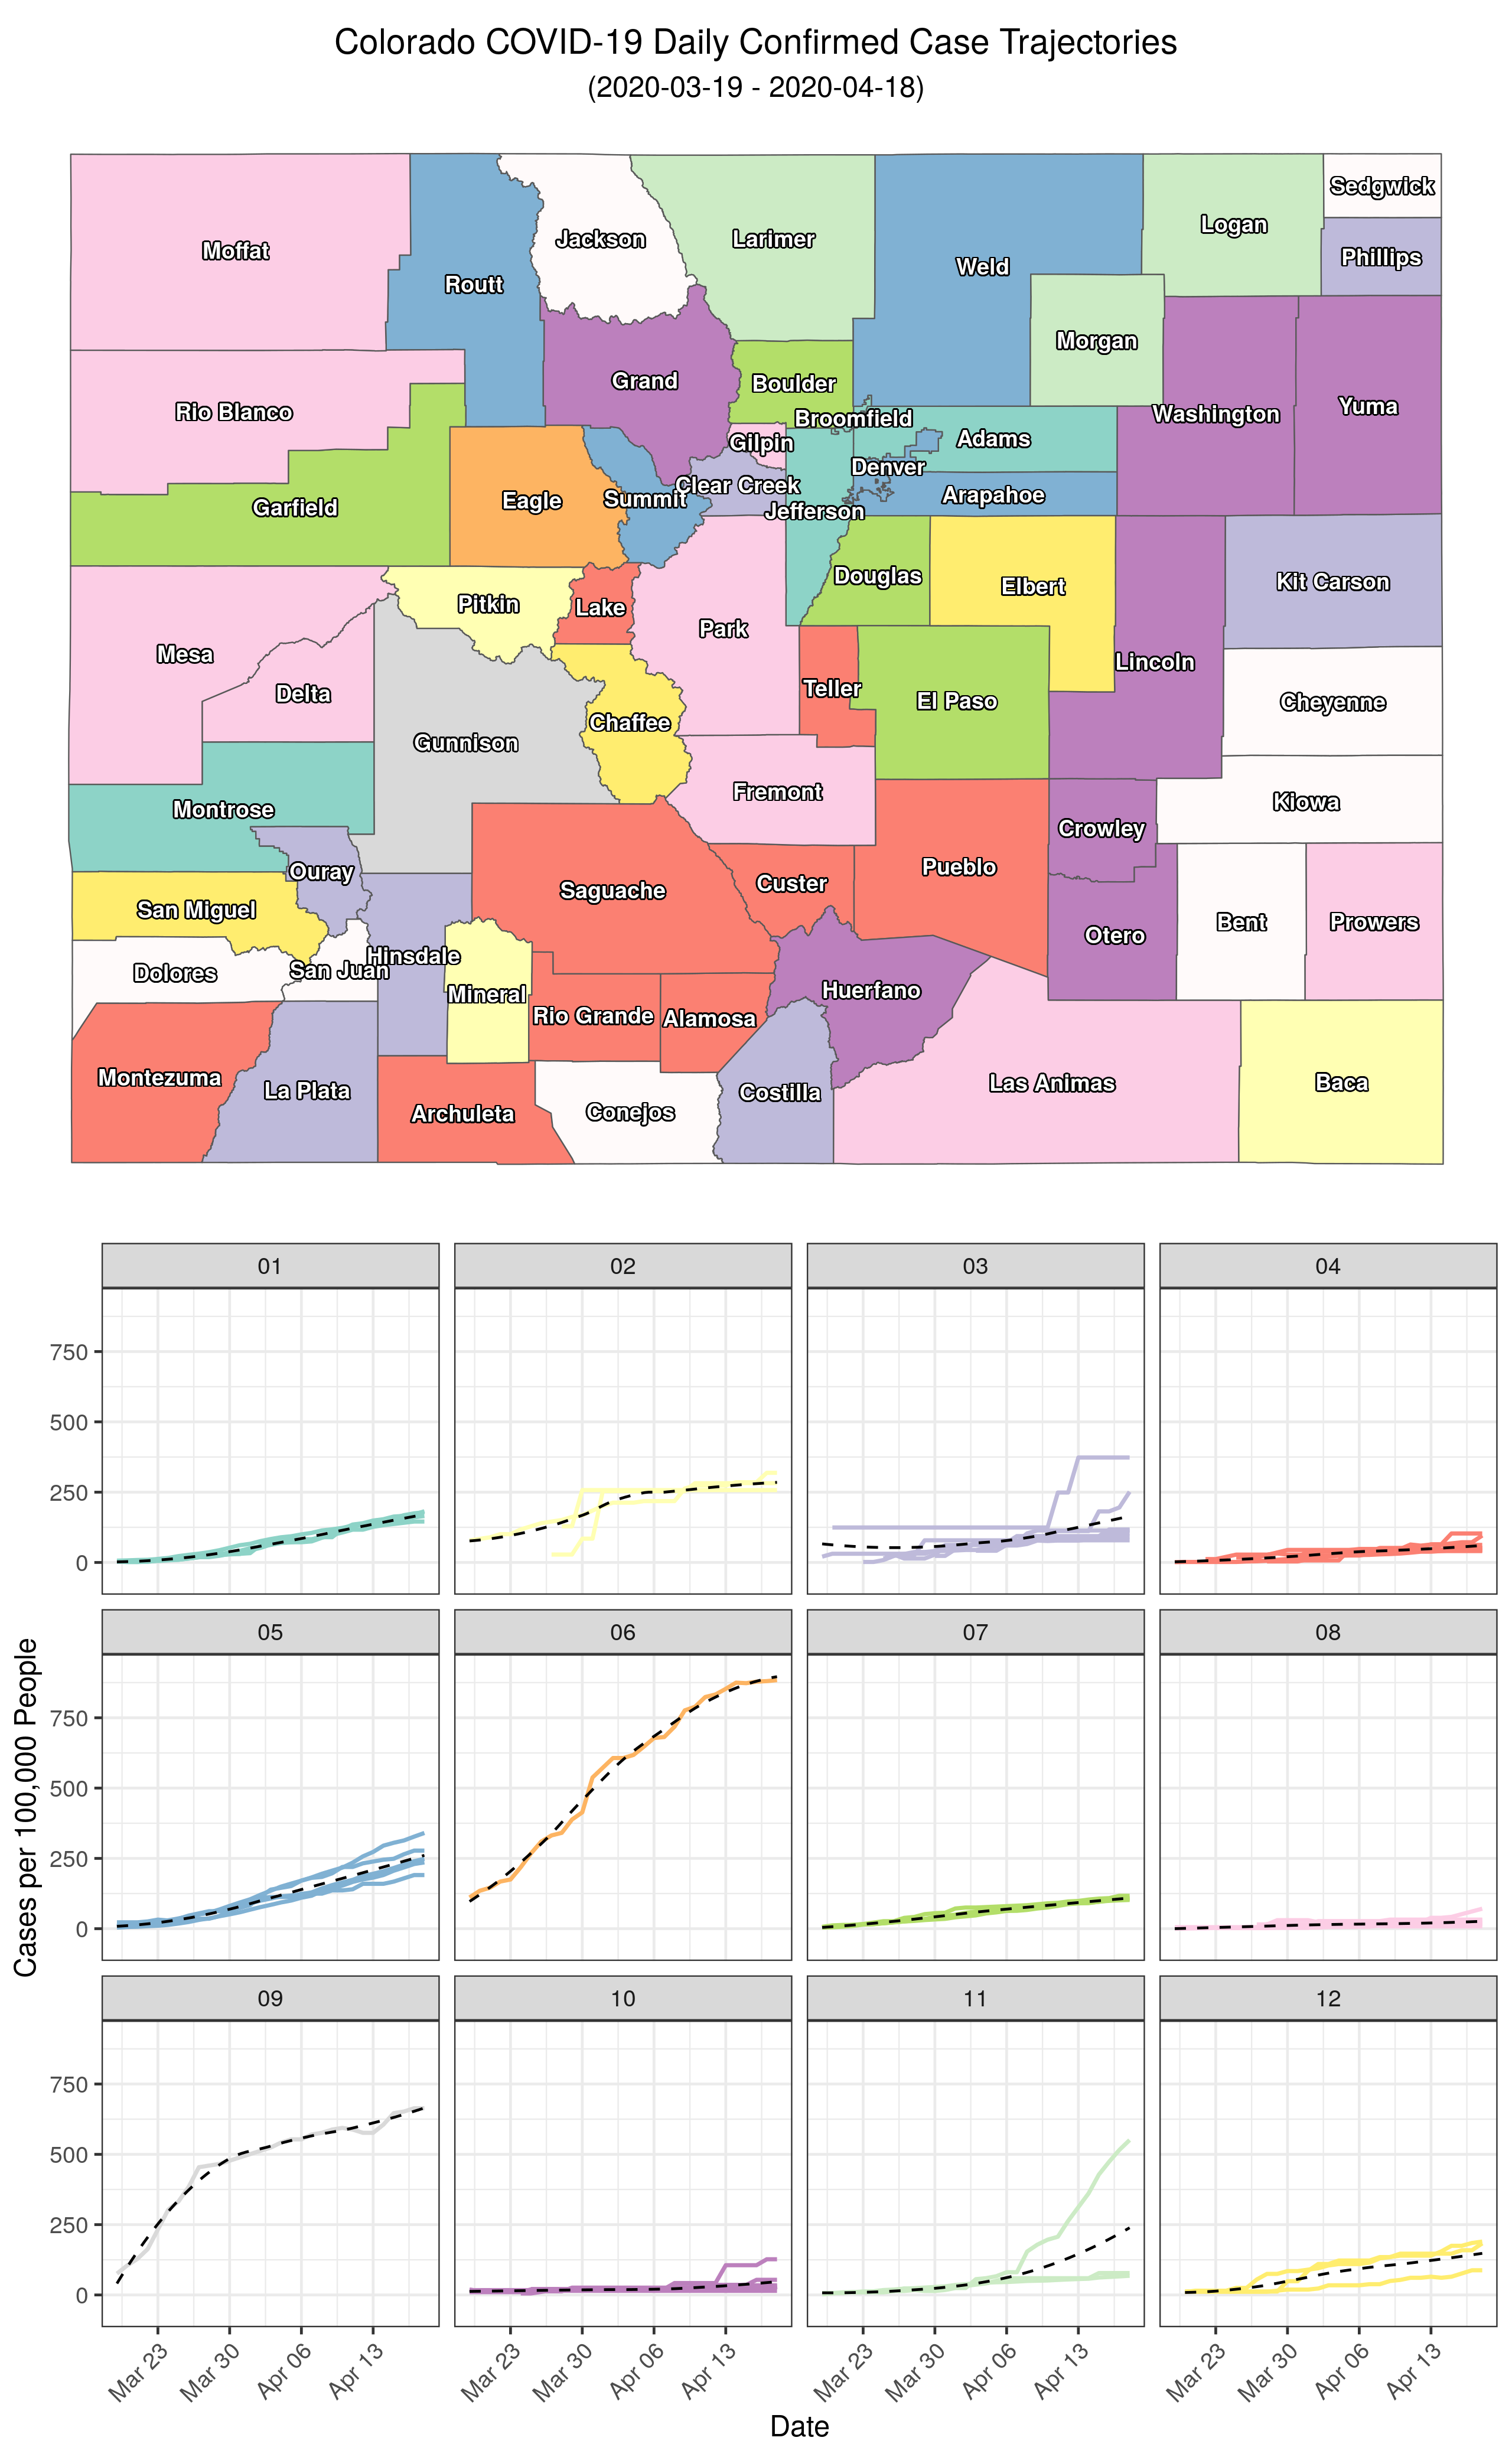 Colorado COVID-19 Daily Confirmed Case Trajectories
(2020-03-19 - 2020-04-18)
Sedgwick
Logan
Moffat
Jackson
Larimer
Phillips
Weld
Routt
Morgan
Grand
Boulder
Yuma
Rio Blanco
Washington
Broomfield
Gilpin
Adams
Denver
Clear Creek
Arapahoe
Garfield
Eagle
Summit
Jefferson
Douglas
Kit Carson
Elbert
Pitkin
Lake
Park
Mesa
Lincoln
Delta
Teller
El Paso
Cheyenne
Chaffee
Gunnison
Fremont
Kiowa
Montrose
Crowley
Ouray
Pueblo
Custer
Saguache
San Miguel
Bent
Prowers
Otero
Hinsdale
Dolores
San Juan
Mineral
Huerfano
Rio Grande
Alamosa
Montezuma
Las Animas
Baca
La Plata
Costilla
Archuleta
Conejos
01
02
03
04
750
500
250
0
05
06
07
08
750
500
250
0
09
10
11
12
750
500
250
0
Cases per 100,000 People
Mar 23
Mar 30
Apr 06
Apr 13
Mar 23
Mar 30
Apr 06
Apr 13
Mar 23
Mar 30
Apr 06
Apr 13
Mar 23
Mar 30
Apr 06
Apr 13
Date